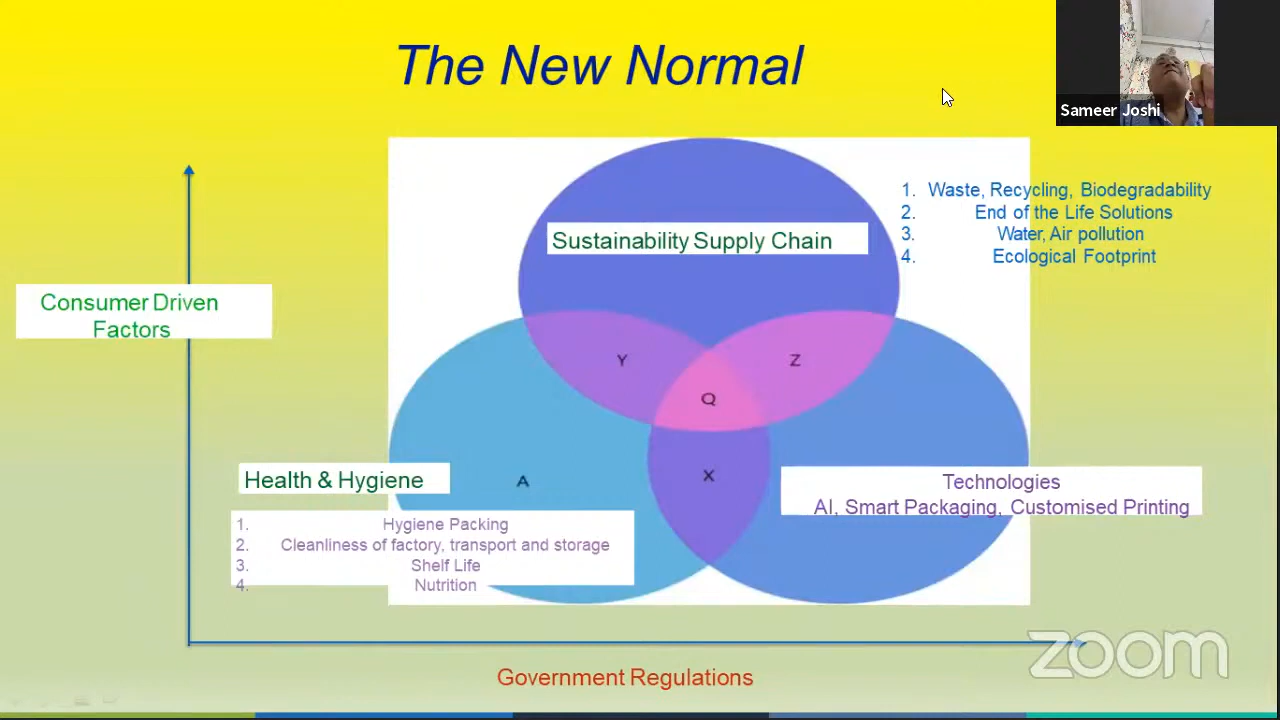 The New Normal
Sameer Joshi
1. Waste, Recycling, Biodegradability
2. End of the Life Solutions
3. Water, Air pollution
4. Ecological Footprint
Sustainability Supply Chain
Consumer Driven
Factors
Y
Z
Q
X
A
Health & Hygiene
1. Hygiene Packing
2. Cleanliness of factory, transport and storage
3. Shelf Life
4. Nutrition
Technologies
AI, Smart Packaging, Customised Printing
Government Regulations
zoom